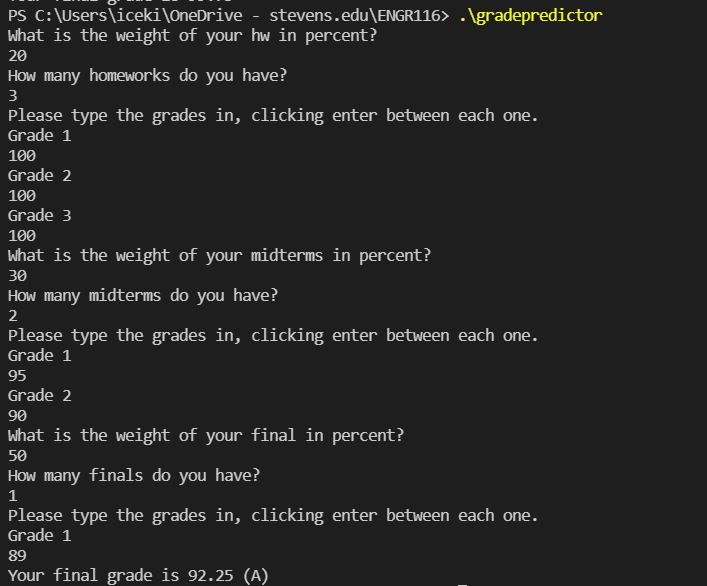 PS C:\Users\iceki\OneDrive - stevens.edu\ENGR116> .\gradepredictor
What is the weight of your hw in percent?
20
How many homeworks do you have?
3
Please type the grades in, clicking enter between each one.
Grade 1
100
Grade 2
100
Grade 3
100
What is the weight of your midterms in percent?
30
How many midterms do you have?
2
Please type the grades in, clicking enter between each one.
Grade 1
95
Grade 2
90
What is the weight of your final in percent?
50
How many finals do you have?
1
Please type the grades in, clicking enter between each one.
Grade 1
89
Your final grade is 92.25 (A)